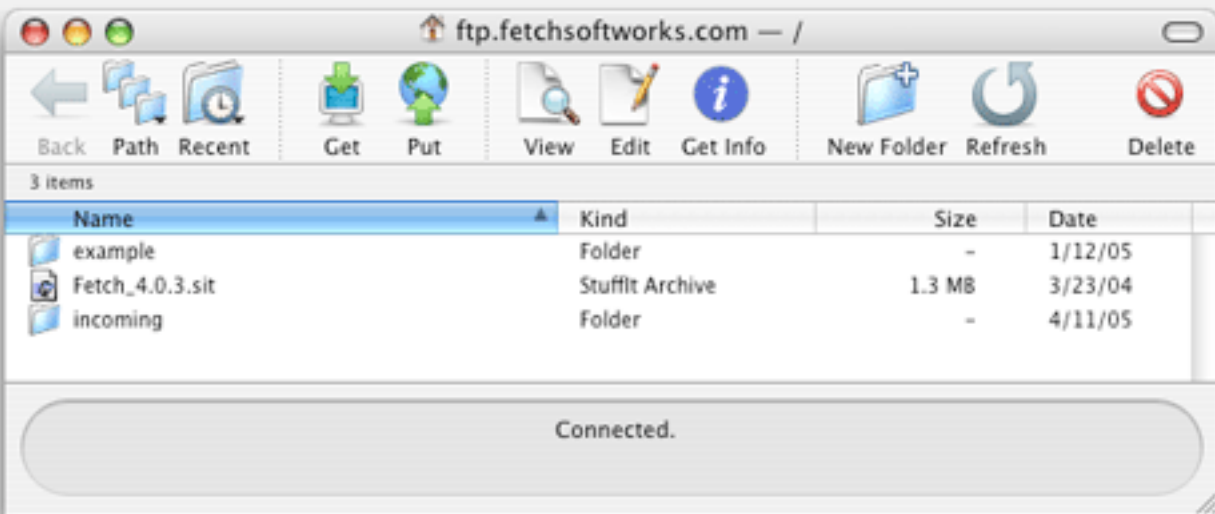 ftp.fetchsoftworks.com — /
Back Path Recent Get Put View Edit Get Info New Folder Refresh Delete
3 items
Name Kind Size Date
example Folder – 1/12/05
Fetch_4.0.3.sit StuffIt Archive 1.3 MB 3/23/04
incoming Folder – 4/11/05
Connected.